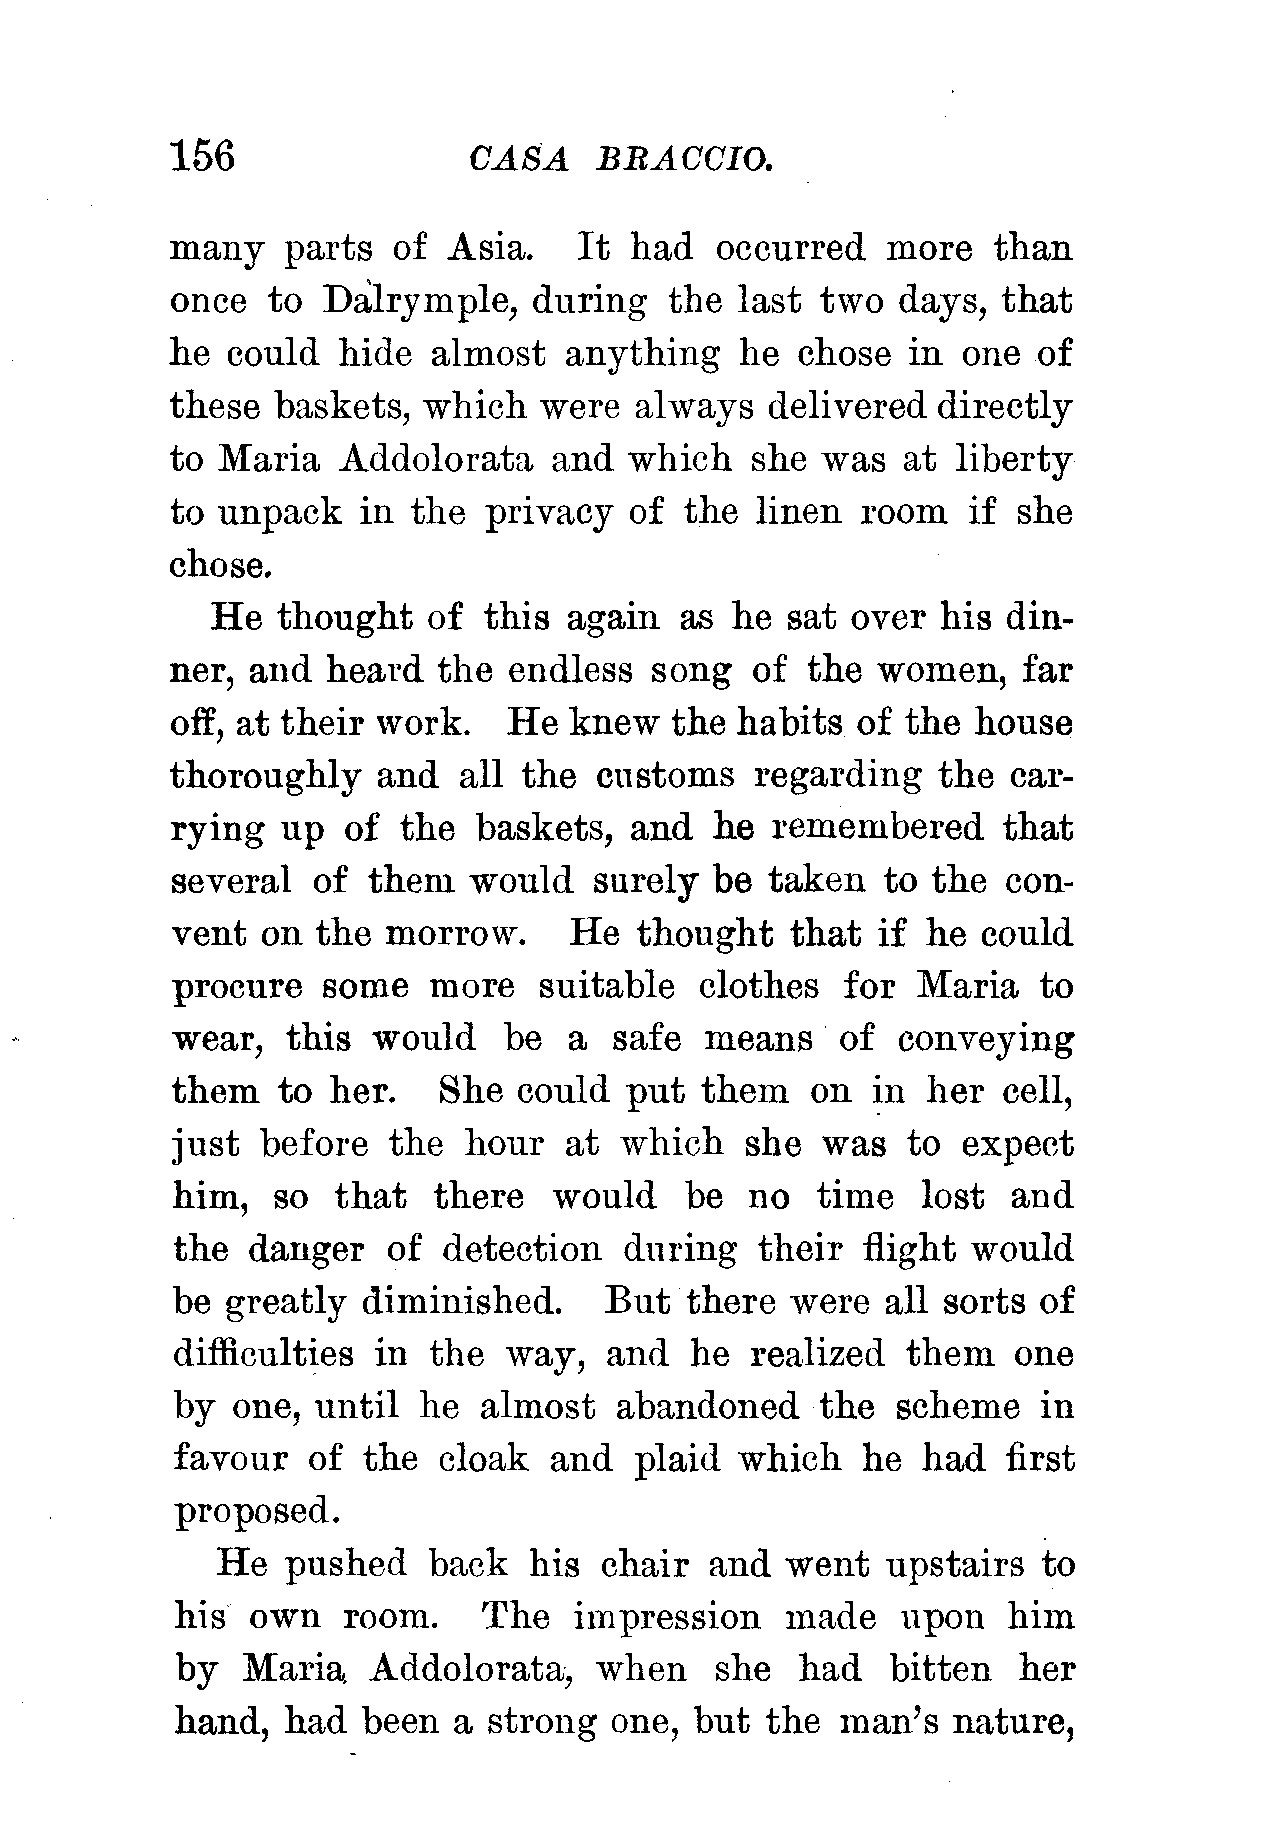 156 CASA BRACCIO.
many parts of Asia. It had occurred more than
once to Dalrymple, during the last two days, that
he could hide almost anything he chose in one of
these baskets, which were always delivered directly
to Maria Addolorata and which she was at liberty
to unpack in the privacy of the linen room if she
chose.
He thought of this again as he sat over his din-
ner, and heard the endless song of the women, far
off, at their work. He knew the habits of the house
thoroughly and all the customs regarding the car-
rying up of the baskets, and he remembered that
several of them would surely be taken to the con-
vent on the morrow. He thought that if he could
procure some more suitable clothes for Maria to
wear, this would be a safe means of conveying
them to her. She could put them on in her cell,
just before the hour at which she was to expect
him, so that there would be no time lost and
the danger of detection during their flight would
be greatly diminished. But there were all sorts of
difficulties in the way, and he realized them one
by one, until he almost abandoned the scheme in
favour of the cloak and plaid which he had first
proposed.
He pushed back his chair and went upstairs to
his own room. The impression made upon him
by Maria Addolorata, when she had bitten her
hand, had been a strong one, but the man's nature,